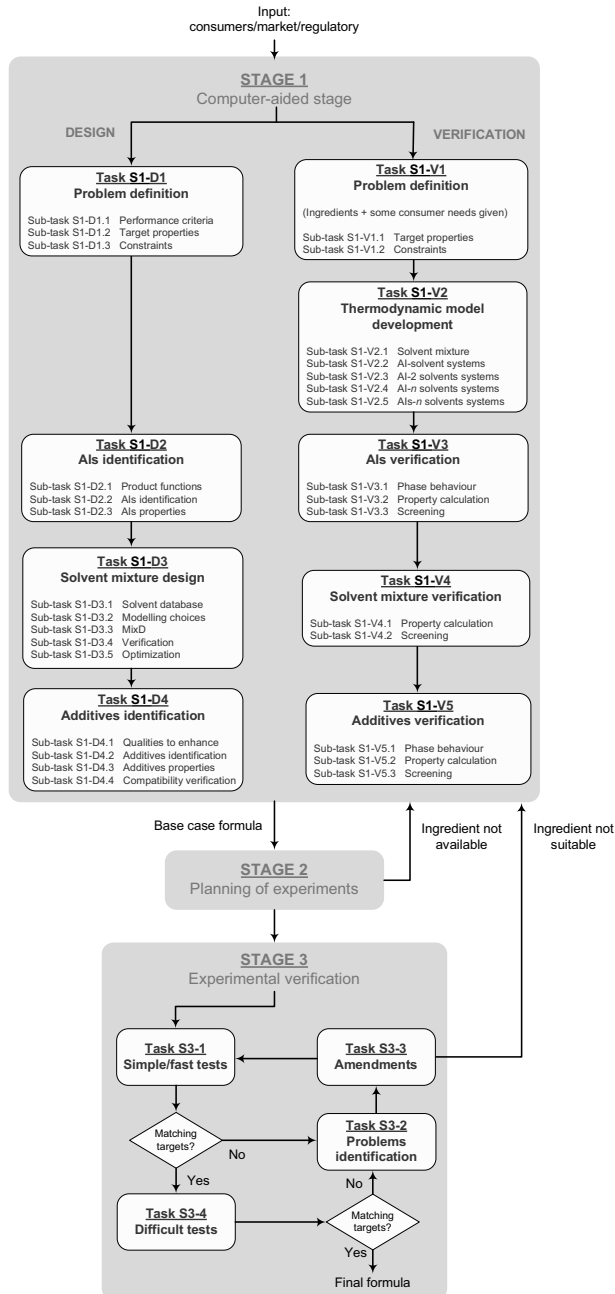 Input:
consumers/market/regulatory
STAGE 1
Computer-aided stage
DESIGN
VERIFICATION
Task S1-D1
Problem definition
Sub-task S1-D1.1 Performance criteria
Sub-task S1-D1.2 Target properties
Sub-task S1-D1.3 Constraints
Task S1-V1
Problem definition
(Ingredients + some consumer needs given)
Sub-task S1-V1.1 Target properties
Sub-task S1-V1.2 Constraints
Task S1-V2
Thermodynamic model
development
Sub-task S1-V2.1 Solvent mixture
Sub-task S1-V2.2 AI-solvent systems
Sub-task S1-V2.3 AI-2 solvents systems
Sub-task S1-V2.4 AI-n solvents systems
Sub-task S1-V2.5 AIs-n solvents systems
Task S1-D2
AIs identification
Sub-task S1-D2.1 Product functions
Sub-task S1-D2.2 AIs identification
Sub-task S1-D2.3 AIs properties
Task S1-V3
AIs verification
Sub-task S1-V3.1 Phase behaviour
Sub-task S1-V3.2 Property calculation
Sub-task S1-V3.3 Screening
Task S1-D3
Solvent mixture design
Sub-task S1-D3.1 Solvent database
Sub-task S1-D3.2 Modelling choices
Sub-task S1-D3.3 MixD
Sub-task S1-D3.4 Verification
Sub-task S1-D3.5 Optimization
Task S1-V4
Solvent mixture verification
Sub-task S1-V4.1 Property calculation
Sub-task S1-V4.2 Screening
Task S1-D4
Additives identification
Sub-task S1-D4.1 Qualities to enhance
Sub-task S1-D4.2 Additives identification
Sub-task S1-D4.3 Additives properties
Sub-task S1-D4.4 Compatibility verification
Task S1-V5
Additives verification
Sub-task S1-V5.1 Phase behaviour
Sub-task S1-V5.2 Property calculation
Sub-task S1-V5.3 Screening
Base case formula
Ingredient not
available
Ingredient not
suitable
STAGE 2
Planning of experiments
STAGE 3
Experimental verification
Task S3-1
Simple/fast tests
Task S3-3
Amendments
Matching
targets?
No
Yes
Task S3-2
Problems
identification
No
Task S3-4
Difficult tests
Matching
targets?
Yes
Final formula